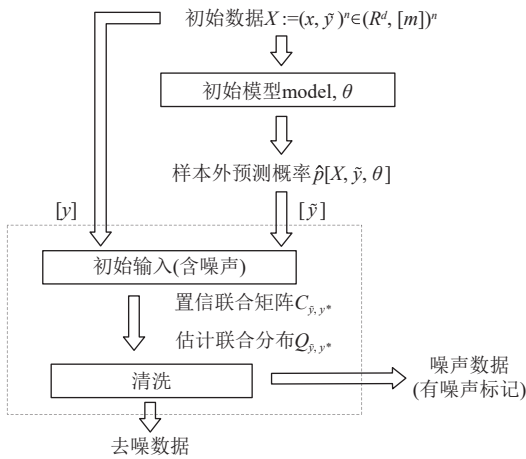 初始数据X :=(x, ỹ )ⁿ∈(Rᵈ, [m])ⁿ
初始模型model, θ
样本外预测概率p̂[X, ỹ, θ]
[y]
[ỹ]
初始输入(含噪声)
置信联合矩阵C_{ỹ, y*}
估计联合分布Q_{ỹ, y*}
清洗
噪声数据
(有噪声标记)
去噪数据